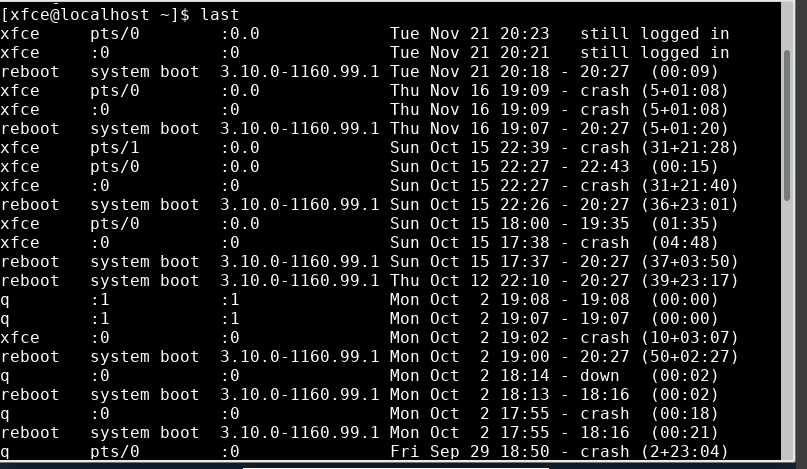 [xfce@localhost ~]$ last
xfce     pts/0        :0.0             Tue Nov 21 20:23   still logged in
xfce     :0           :0               Tue Nov 21 20:21   still logged in
reboot   system boot  3.10.0-1160.99.1 Tue Nov 21 20:18 - 20:27  (00:09)
xfce     pts/0        :0.0             Thu Nov 16 19:09 - crash (5+01:08)
xfce     :0           :0               Thu Nov 16 19:09 - crash (5+01:08)
reboot   system boot  3.10.0-1160.99.1 Thu Nov 16 19:07 - 20:27 (5+01:20)
xfce     pts/1        :0.0             Sun Oct 15 22:39 - crash (31+21:28)
xfce     pts/0        :0.0             Sun Oct 15 22:27 - 22:43  (00:15)
xfce     :0           :0               Sun Oct 15 22:27 - crash (31+21:40)
reboot   system boot  3.10.0-1160.99.1 Sun Oct 15 22:26 - 20:27 (36+23:01)
xfce     pts/0        :0.0             Sun Oct 15 18:00 - 19:35  (01:35)
xfce     :0           :0               Sun Oct 15 17:38 - crash  (04:48)
reboot   system boot  3.10.0-1160.99.1 Sun Oct 15 17:37 - 20:27 (37+03:50)
reboot   system boot  3.10.0-1160.99.1 Thu Oct 12 22:10 - 20:27 (39+23:17)
q        :1           :1               Mon Oct  2 19:08 - 19:08  (00:00)
q        :1           :1               Mon Oct  2 19:07 - 19:07  (00:00)
xfce     :0           :0               Mon Oct  2 19:02 - crash (10+03:07)
reboot   system boot  3.10.0-1160.99.1 Mon Oct  2 19:00 - 20:27 (50+02:27)
q        :0           :0               Mon Oct  2 18:14 - down   (00:02)
reboot   system boot  3.10.0-1160.99.1 Mon Oct  2 18:13 - 18:16  (00:02)
q        :0           :0               Mon Oct  2 17:55 - crash  (00:18)
reboot   system boot  3.10.0-1160.99.1 Mon Oct  2 17:55 - 18:16  (00:21)
q        pts/0        :0               Fri Sep 29 18:50 - crash (2+23:04)